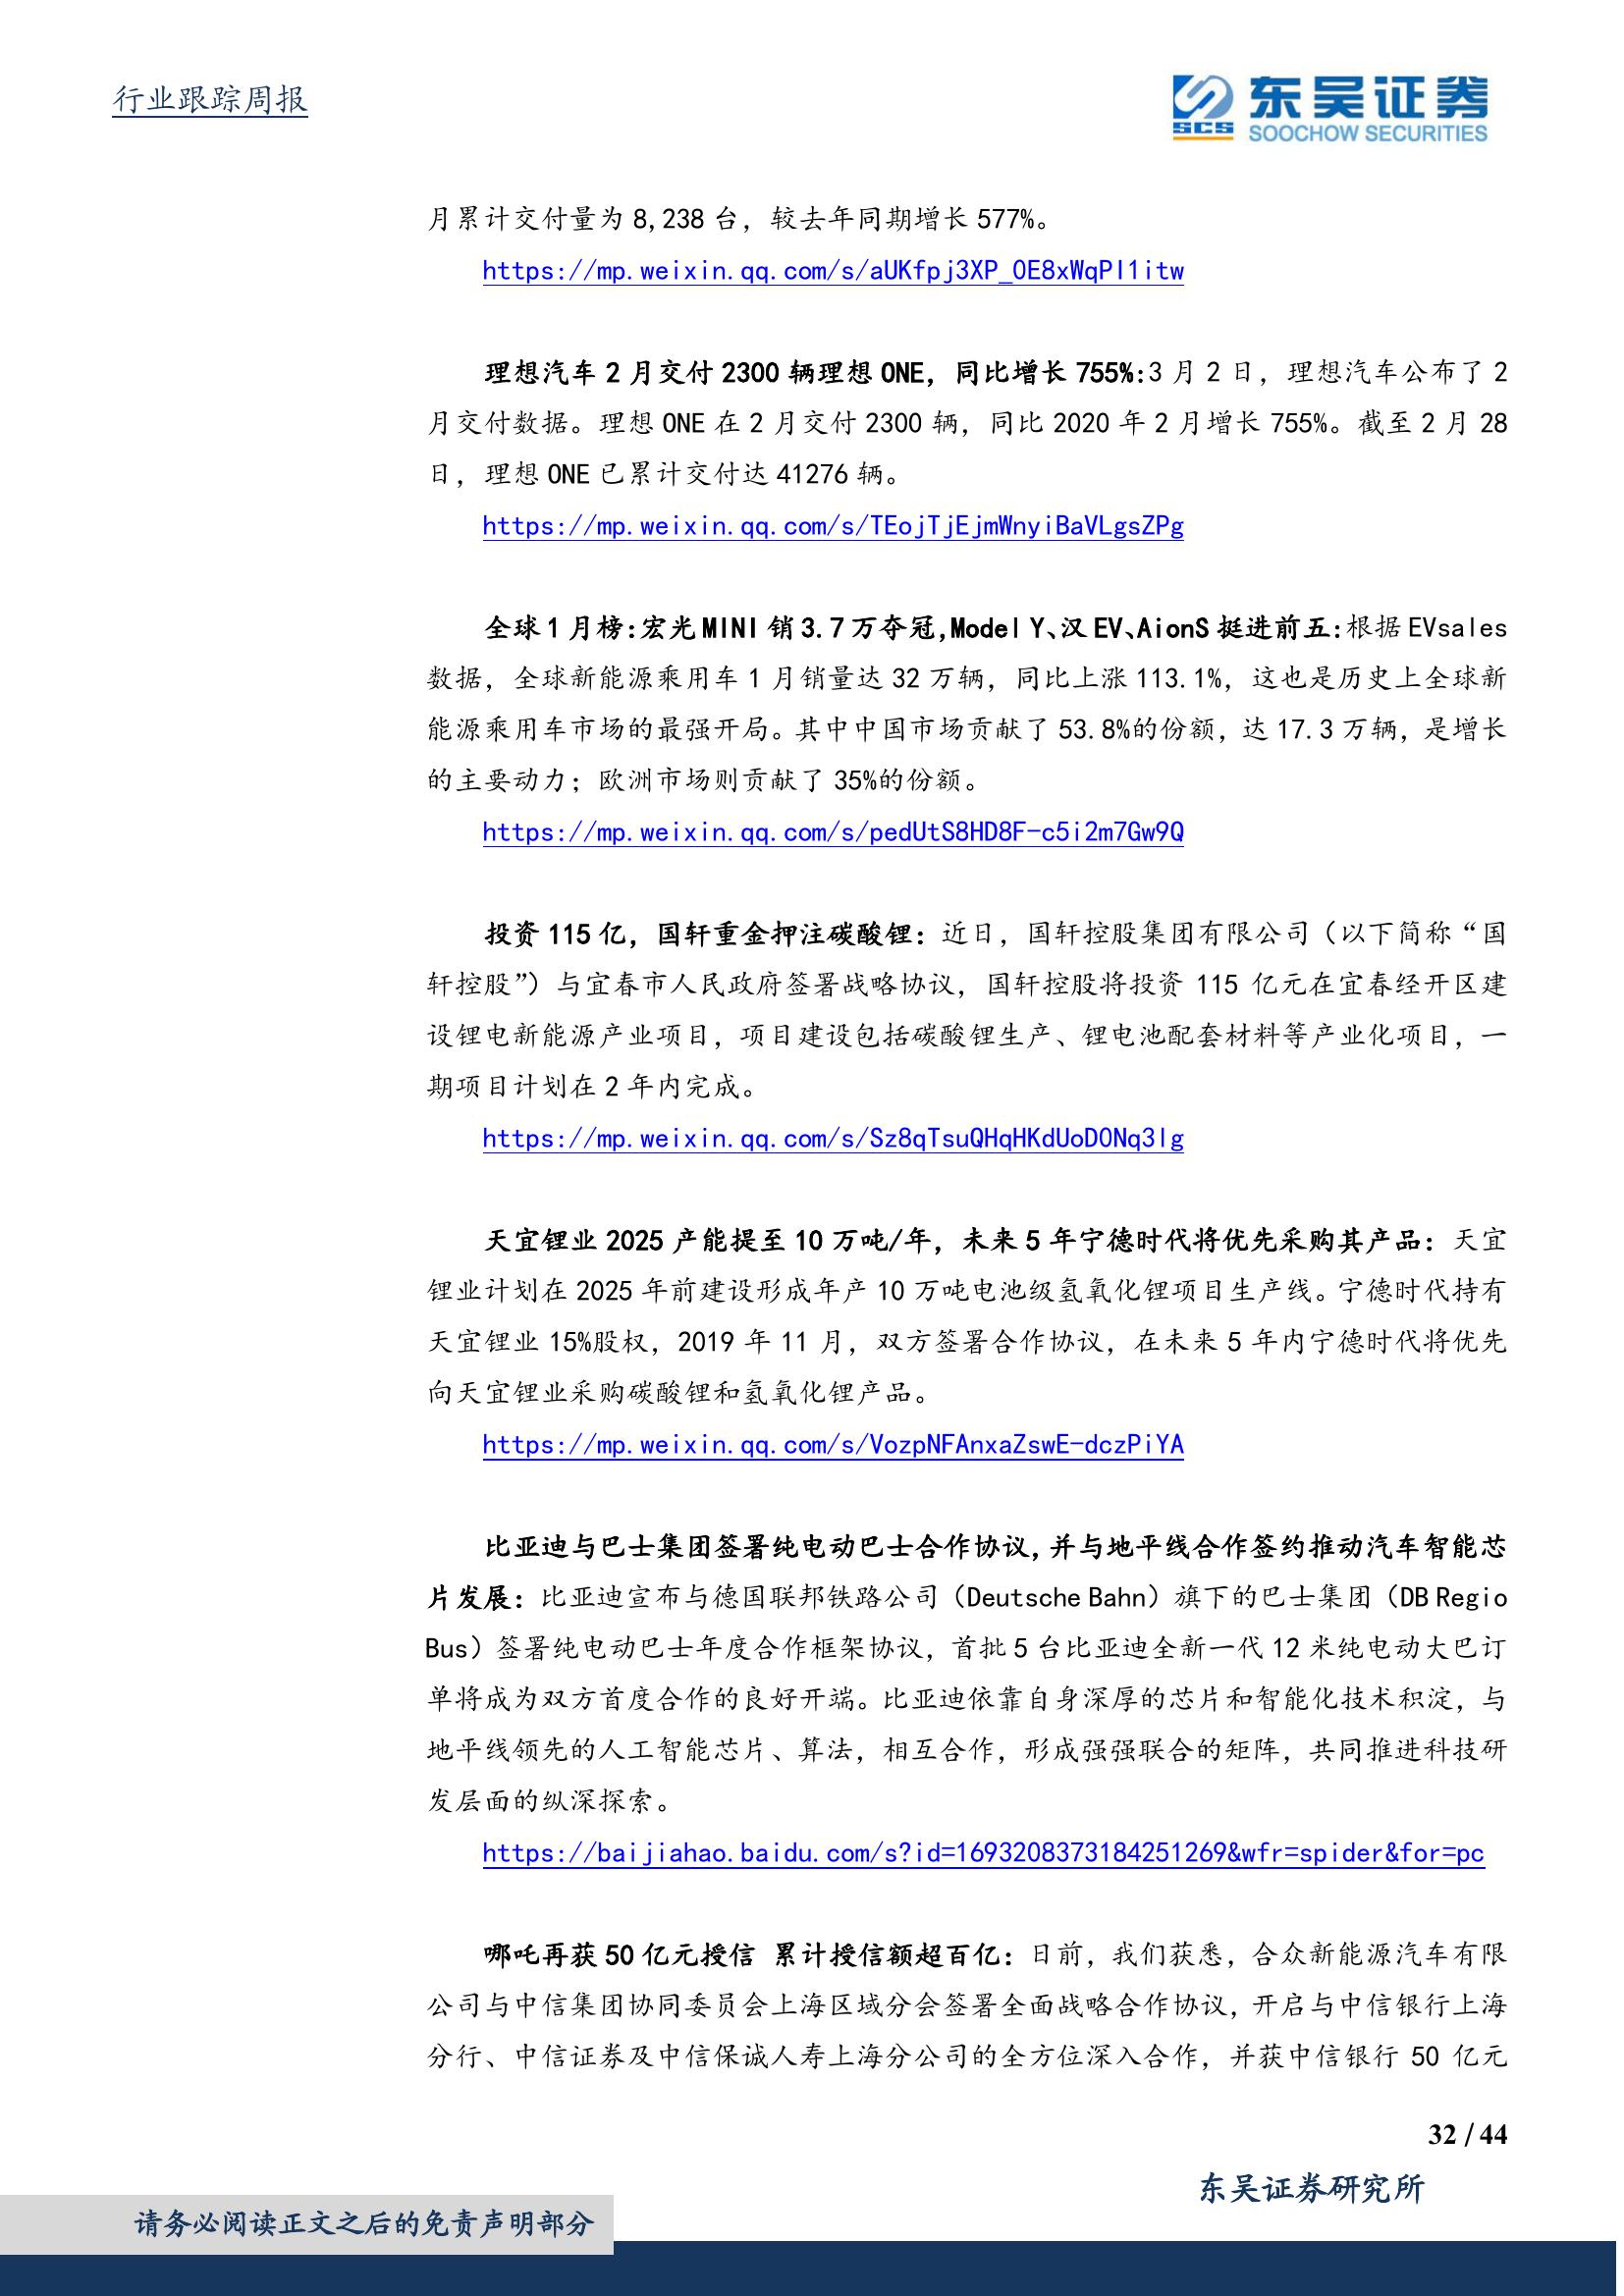 行业跟踪周报
SCS
东吴证券
SOOCHOW SECURITIES
月累计交付量为 8,238 台，较去年同期增长 577%。
https://mp.weixin.qq.com/s/aUKfpj3XP_OE8xWqPI1itw
理想汽车 2 月交付 2300 辆理想 ONE，同比增长 755%:3 月 2 日，理想汽车公布了 2
月交付数据。理想 ONE 在 2 月交付 2300 辆，同比 2020 年 2 月增长 755%。截至 2 月 28
日，理想 ONE 已累计交付达 41276 辆。
https://mp.weixin.qq.com/s/TEojTjEjmWnyiBaVLgsZPg
全球 1 月榜:宏光 MINI 销 3.7 万夺冠,Model Y、汉 EV、AionS 挺进前五:根据 EVsales
数据，全球新能源乘用车 1 月销量达 32 万辆，同比上涨 113.1%，这也是历史上全球新
能源乘用车市场的最强开局。其中中国市场贡献了 53.8%的份额，达 17.3 万辆，是增长
的主要动力；欧洲市场则贡献了 35%的份额。
https://mp.weixin.qq.com/s/pedUtS8HD8F-c5i2m7Gw9Q
投资 115 亿，国轩重金押注碳酸锂：近日，国轩控股集团有限公司（以下简称“国
轩控股”）与宜春市人民政府签署战略协议，国轩控股将投资 115 亿元在宜春经开区建
设锂电新能源产业项目，项目建设包括碳酸锂生产、锂电池配套材料等产业化项目，一
期项目计划在 2 年内完成。
https://mp.weixin.qq.com/s/Sz8qTsuQHqHKdUoD0Nq3lg
天宜锂业 2025 产能提至 10 万吨/年，未来 5 年宁德时代将优先采购其产品：天宜
锂业计划在 2025 年前建设形成年产 10 万吨电池级氢氧化锂项目生产线。宁德时代持有
天宜锂业 15%股权，2019 年 11 月，双方签署合作协议，在未来 5 年内宁德时代将优先
向天宜锂业采购碳酸锂和氢氧化锂产品。
https://mp.weixin.qq.com/s/VozpNFAnxaZswE-dczPiYA
比亚迪与巴士集团签署纯电动巴士合作协议,并与地平线合作签约推动汽车智能芯
片发展：比亚迪宣布与德国联邦铁路公司（Deutsche Bahn）旗下的巴士集团（DB Regio
Bus）签署纯电动巴士年度合作框架协议，首批 5 台比亚迪全新一代 12 米纯电动大巴订
单将成为双方首度合作的良好开端。比亚迪依靠自身深厚的芯片和智能化技术积淀，与
地平线领先的人工智能芯片、算法，相互合作，形成强强联合的矩阵，共同推进科技研
发层面的纵深探索。
https://baijiahao.baidu.com/s?id=1693208373184251269&wfr=spider&for=pc
哪吒再获 50 亿元授信 累计授信额超百亿：日前，我们获悉，合众新能源汽车有限
公司与中信集团协同委员会上海区域分会签署全面战略合作协议，开启与中信银行上海
分行、中信证券及中信保诚人寿上海分公司的全方位深入合作，并获中信银行 50 亿元
32 / 44
东吴证券研究所
请务必阅读正文之后的免责声明部分